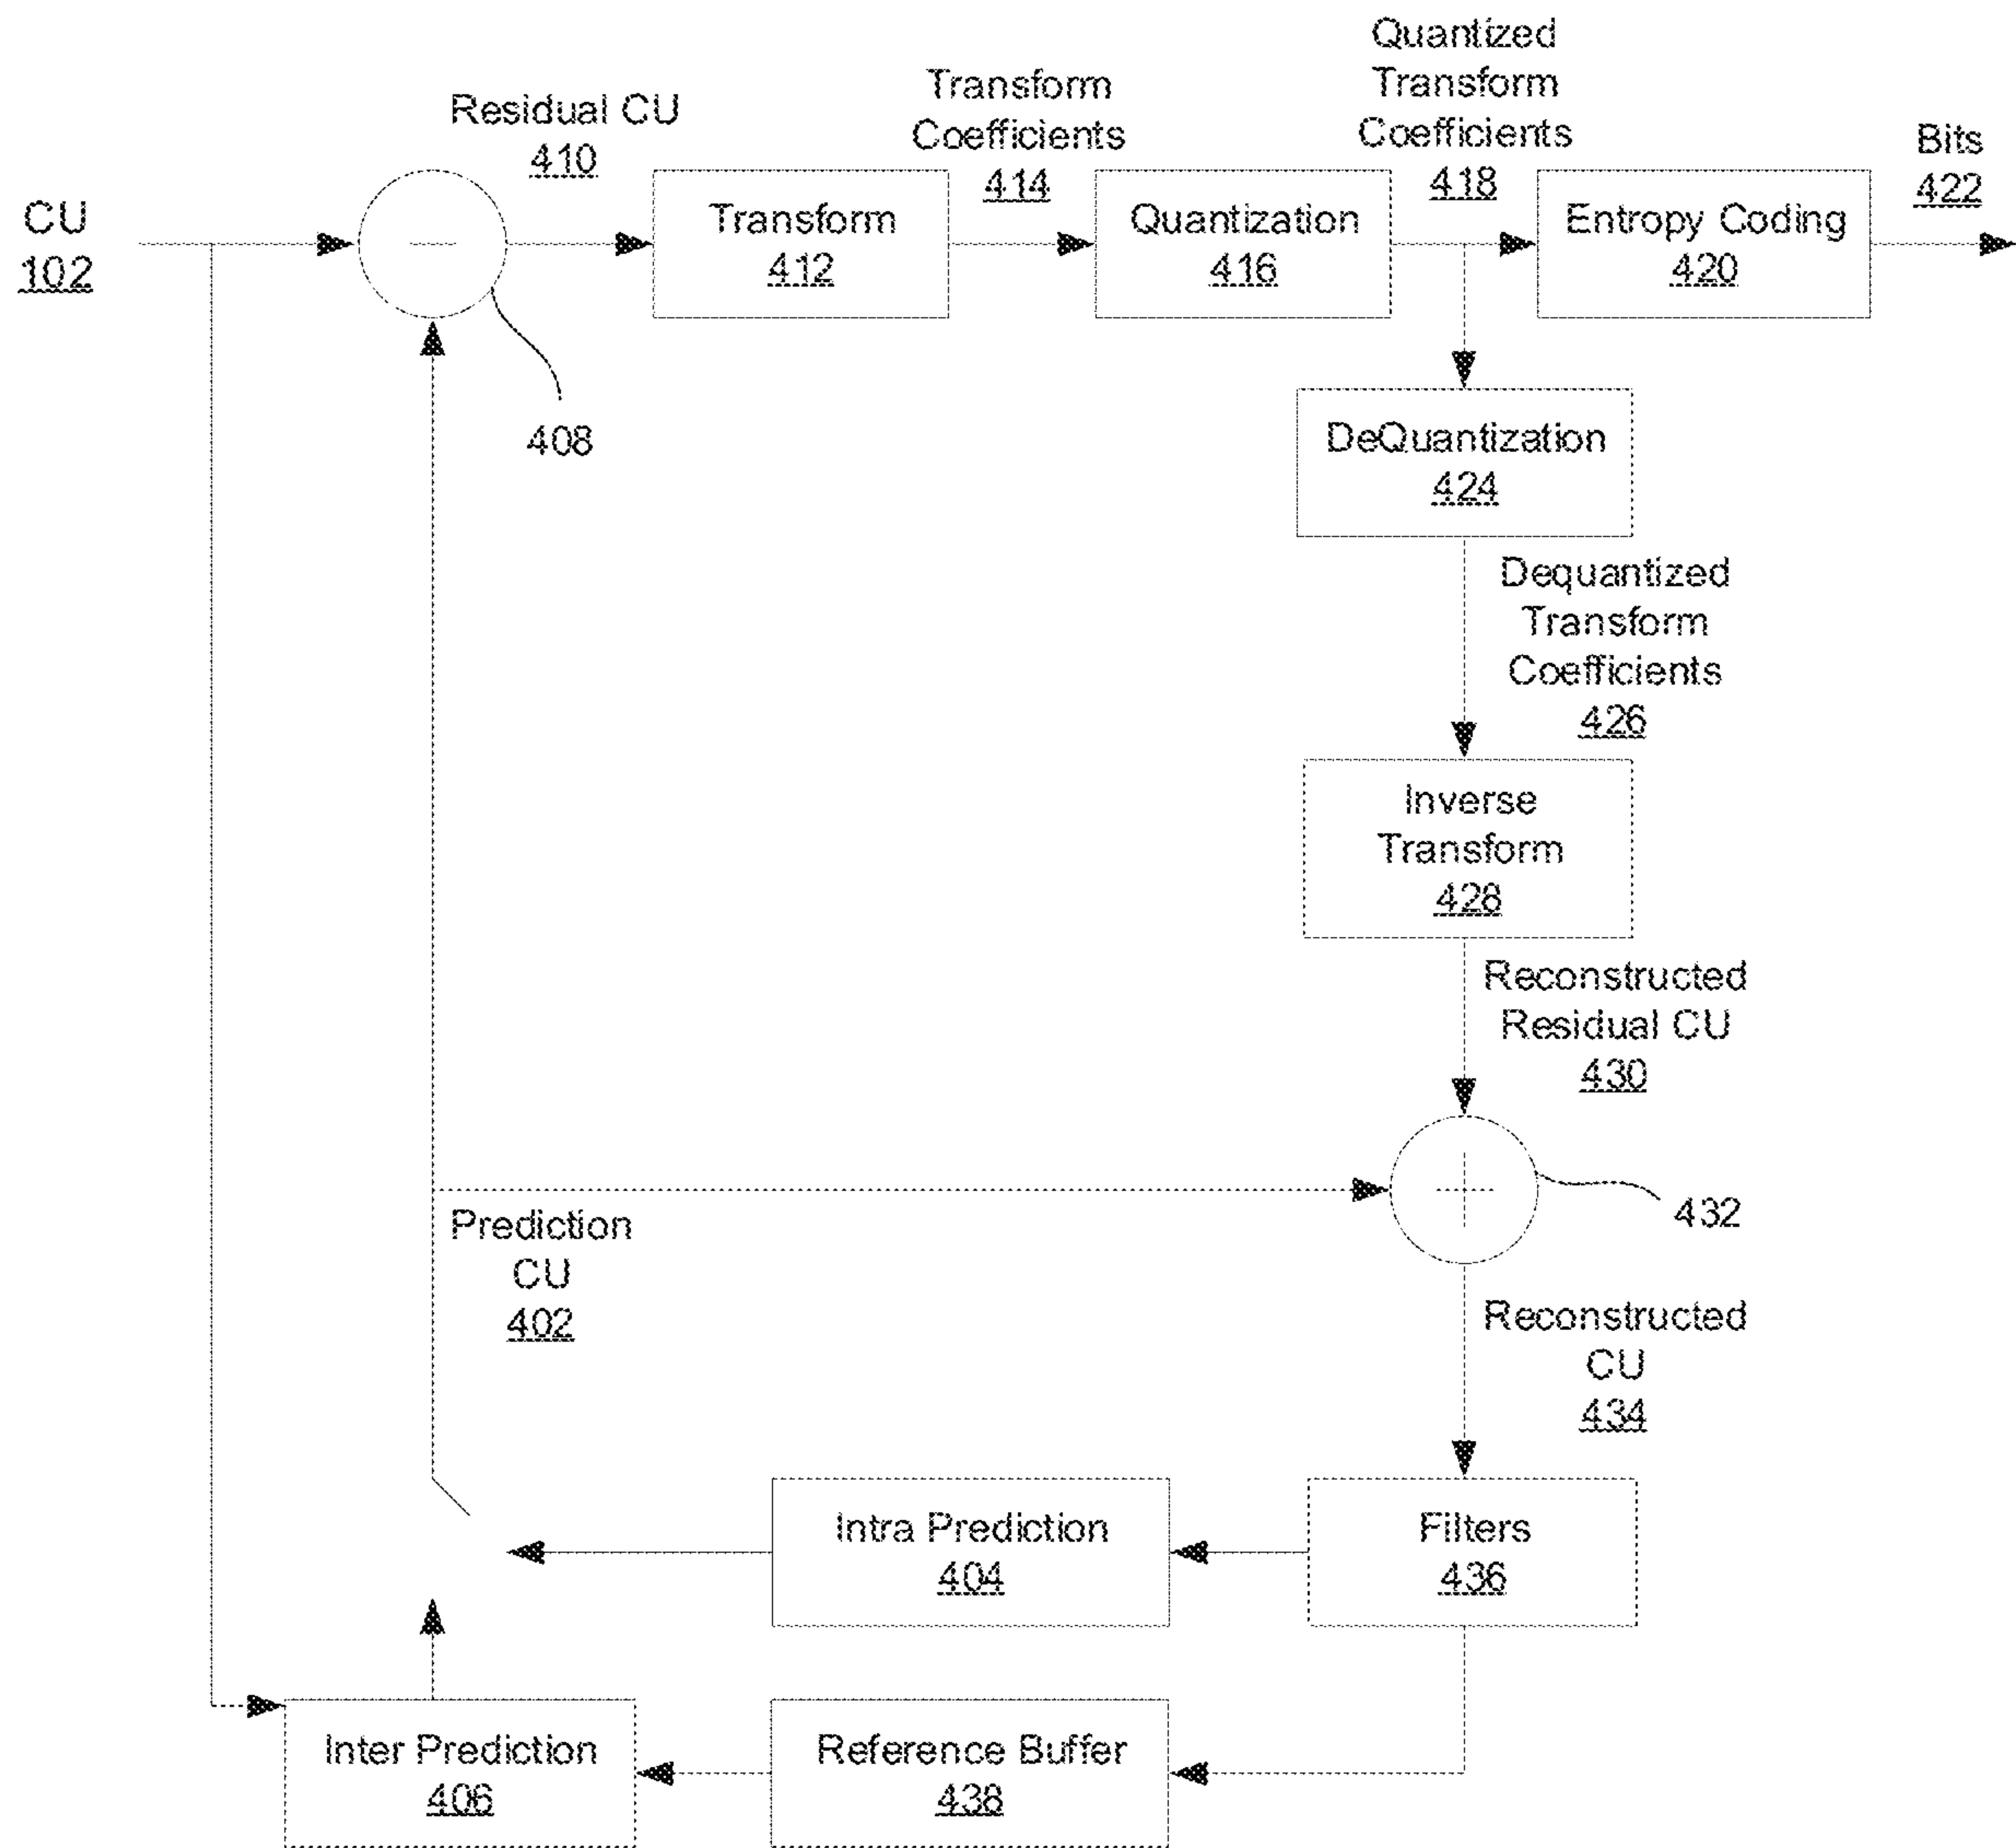 CU
102
Residual CU
410
Transform
412
Transform
Coefficients
414
Quantization
416
Quantized
Transform
Coefficients
418
Entropy Coding
420
Bits
422
408
DeQuantization
424
Dequantized
Transform
Coefficients
426
Inverse
Transform
428
Reconstructed
Residual CU
430
432
Prediction
CU
402
Reconstructed
CU
434
Intra Prediction
404
Filters
436
Inter Prediction
406
Reference Buffer
438